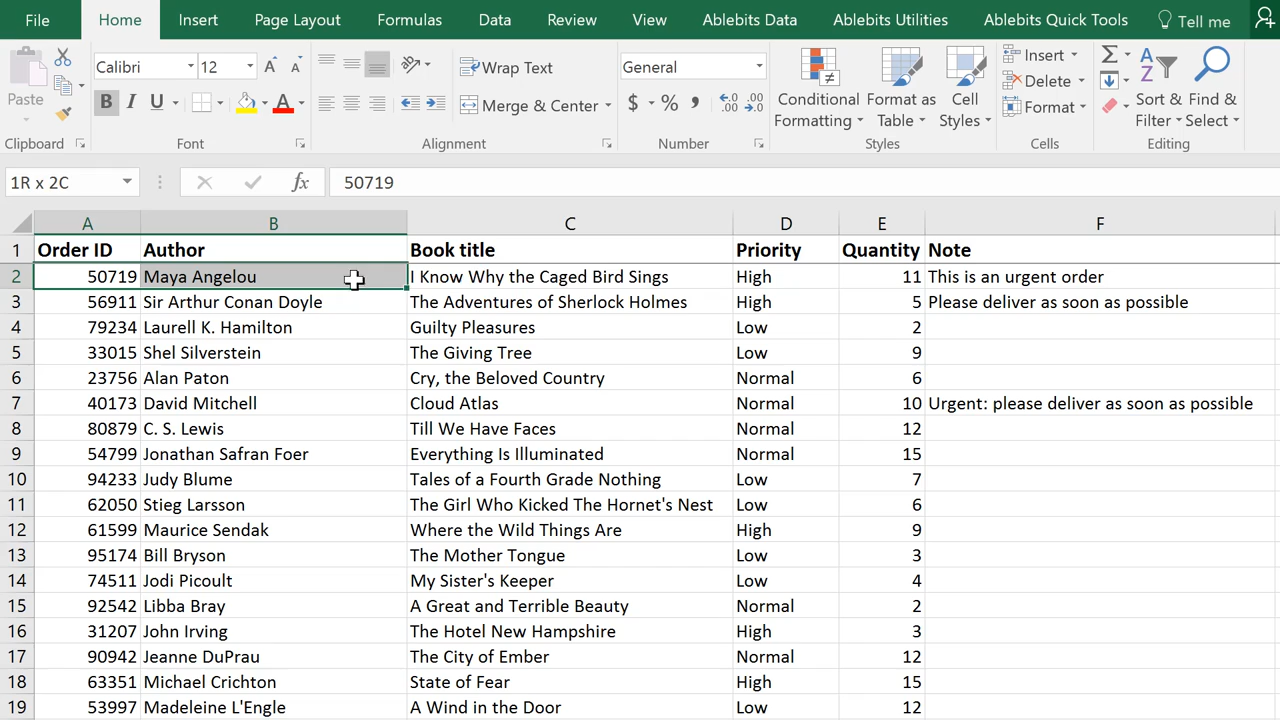 File Home Insert Page Layout Formulas Data Review View Ablebits Data Ablebits Utilities Ablebits Quick Tools Tell me
Paste
Clipboard
Calibri 12 A A
B I U A
Font
Wrap Text
Merge & Center
Alignment
General
$ % , .0 .00 .00 .0
Number
Conditional Formatting
Format as Table
Cell Styles
Styles
Insert
Delete
Format
Cells
Σ A Z
Sort & Filter
Find & Select
Editing
1R x 2C fx 50719
A B C D E F
1 Order ID Author Book title Priority Quantity Note
2 50719 Maya Angelou I Know Why the Caged Bird Sings High 11 This is an urgent order
3 56911 Sir Arthur Conan Doyle The Adventures of Sherlock Holmes High 5 Please deliver as soon as possible
4 79234 Laurell K. Hamilton Guilty Pleasures Low 2
5 33015 Shel Silverstein The Giving Tree Low 9
6 23756 Alan Paton Cry, the Beloved Country Normal 6
7 40173 David Mitchell Cloud Atlas Normal 10 Urgent: please deliver as soon as possible
8 80879 C. S. Lewis Till We Have Faces Normal 12
9 54799 Jonathan Safran Foer Everything Is Illuminated Normal 15
10 94233 Judy Blume Tales of a Fourth Grade Nothing Low 7
11 62050 Stieg Larsson The Girl Who Kicked The Hornet's Nest Low 6
12 61599 Maurice Sendak Where the Wild Things Are High 9
13 95174 Bill Bryson The Mother Tongue Low 3
14 74511 Jodi Picoult My Sister's Keeper Low 4
15 92542 Libba Bray A Great and Terrible Beauty Normal 2
16 31207 John Irving The Hotel New Hampshire High 3
17 90942 Jeanne DuPrau The City of Ember Normal 12
18 63351 Michael Crichton State of Fear High 15
19 53997 Madeleine L'Engle A Wind in the Door Low 12